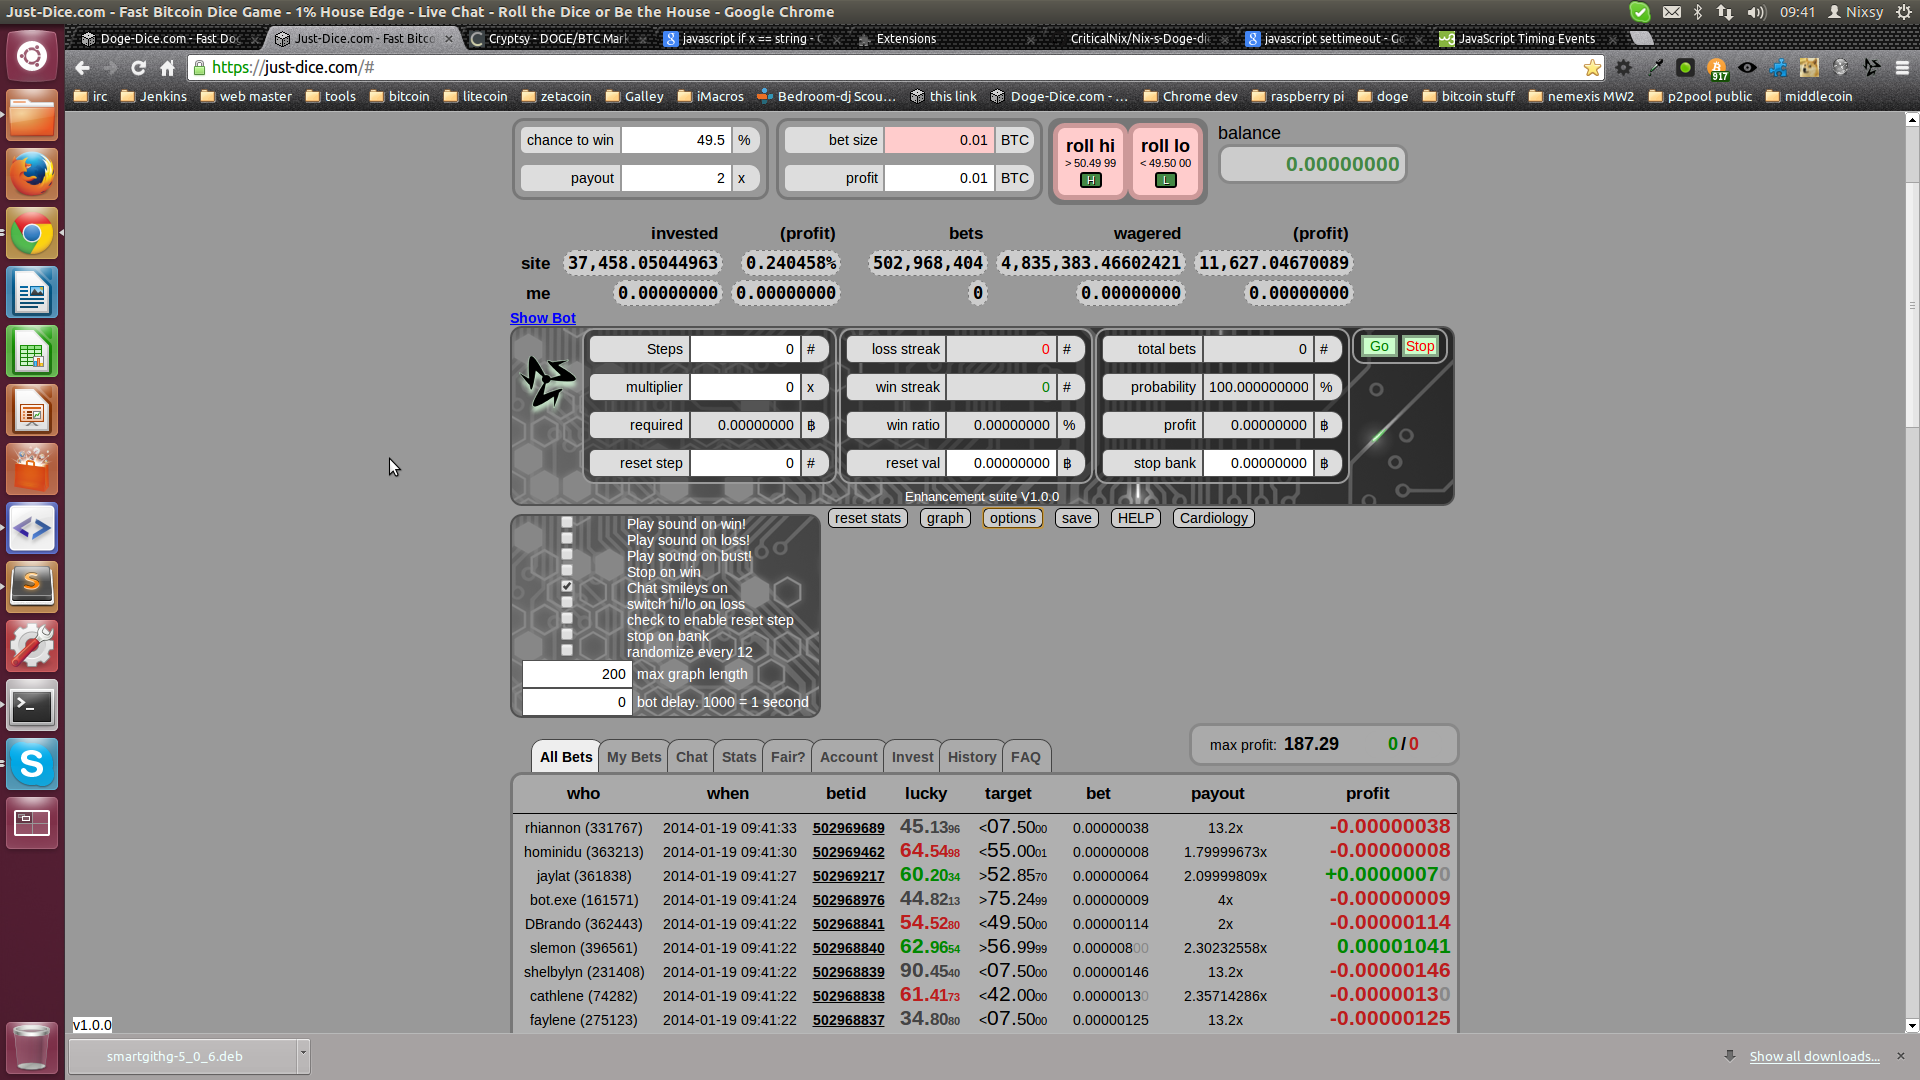 Just-Dice.com - Fast Bitcoin Dice Game - 1% House Edge - Live Chat - Roll the Dice or Be the House - Google Chrome
09:41 Nixsy
Doge-Dice.com - Fast Do
Just-Dice.com - Fast Bitco
Cryptsy - DOGE/BTC Mar
javascript if x == string - G
Extensions
CriticalNix/Nix-s-Doge-di
javascript settimeout - Go
JavaScript Timing Events
https://just-dice.com/#
917
irc Jenkins web master tools bitcoin litecoin zetacoin Galley iMacros Bedroom-dj Scou... this link Doge-Dice.com - ... Chrome dev raspberry pi doge bitcoin stuff nemexis MW2 p2pool public middlecoin
chance to win 49.5 %
payout 2 x
bet size 0.01 BTC
profit 0.01 BTC
roll hi
> 50.49 99
H
roll lo
< 49.50 00
L
balance
0.00000000
invested (profit) bets wagered (profit)
site 37,458.05044963 0.240458% 502,968,404 4,835,383.46602421 11,627.04670089
me 0.00000000 0.00000000 0 0.00000000 0.00000000
Show Bot
Steps 0 # loss streak 0 # total bets 0 # Go Stop
multiplier 0 x win streak 0 # probability 100.000000000 %
required 0.00000000 ฿ win ratio 0.00000000 % profit 0.00000000 ฿
reset step 0 # reset val 0.00000000 ฿ stop bank 0.00000000 ฿
Enhancement suite V1.0.0
reset stats graph options save HELP Cardiology
Play sound on win!
Play sound on loss!
Play sound on bust!
Stop on win
Chat smileys on
switch hi/lo on loss
check to enable reset step
stop on bank
randomize every 12
200 max graph length
0 bot delay. 1000 = 1 second
max profit: 187.29 0 / 0
All Bets My Bets Chat Stats Fair? Account Invest History FAQ
who when betid lucky target bet payout profit
rhiannon (331767) 2014-01-19 09:41:33 502969689 45.1396 <07.5000 0.00000038 13.2x -0.00000038
hominidu (363213) 2014-01-19 09:41:30 502969462 64.5498 <55.0001 0.00000008 1.79999673x -0.00000008
jaylat (361838) 2014-01-19 09:41:27 502969217 60.2034 >52.8570 0.00000064 2.09999809x +0.00000070
bot.exe (161571) 2014-01-19 09:41:24 502968976 44.8213 >75.2499 0.00000009 4x -0.00000009
DBrando (362443) 2014-01-19 09:41:22 502968841 54.5280 <49.5000 0.00000114 2x -0.00000114
slemon (396561) 2014-01-19 09:41:22 502968840 62.9654 >56.9999 0.00000800 2.30232558x 0.00001041
shelbylyn (231408) 2014-01-19 09:41:22 502968839 90.4540 <07.5000 0.00000146 13.2x -0.00000146
cathlene (74282) 2014-01-19 09:41:22 502968838 61.4173 <42.0000 0.00000130 2.35714286x -0.00000130
faylene (275123) 2014-01-19 09:41:22 502968837 34.8080 <07.5000 0.00000125 13.2x -0.00000125
v1.0.0
smartgithg-5_0_6.deb
Show all downloads...